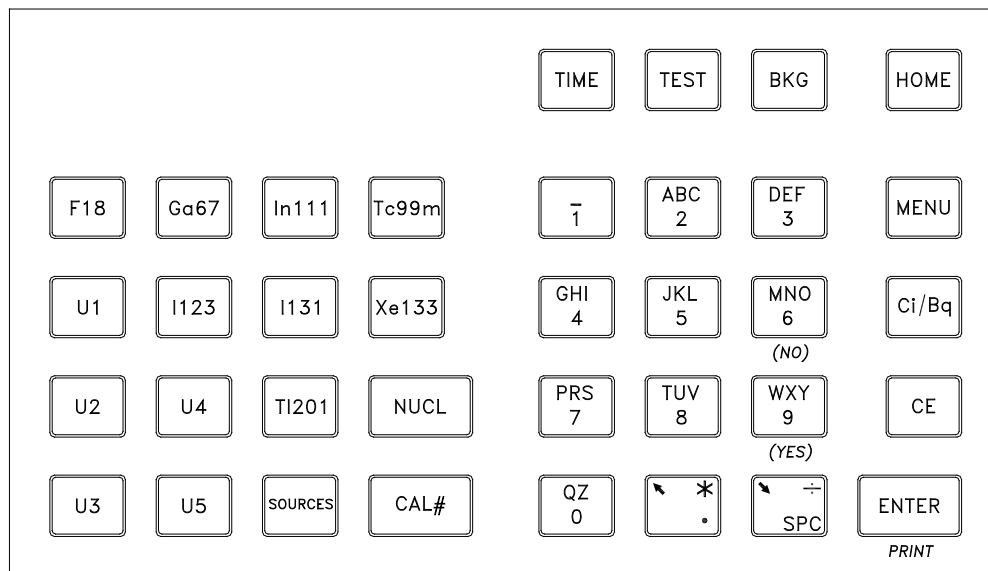 TIME TEST BKG HOME
F18 Ga67 In111 Tc99m
–
1
ABC
2
DEF
3
MENU
U1 I123 I131 Xe133
GHI
4
JKL
5
MNO
6
(NO)
Ci/Bq
U2 U4 Tl201 NUCL
PRS
7
TUV
8
WXY
9
(YES)
CE
U3 U5 SOURCES CAL#
QZ
0
*
.
÷
SPC
ENTER
PRINT